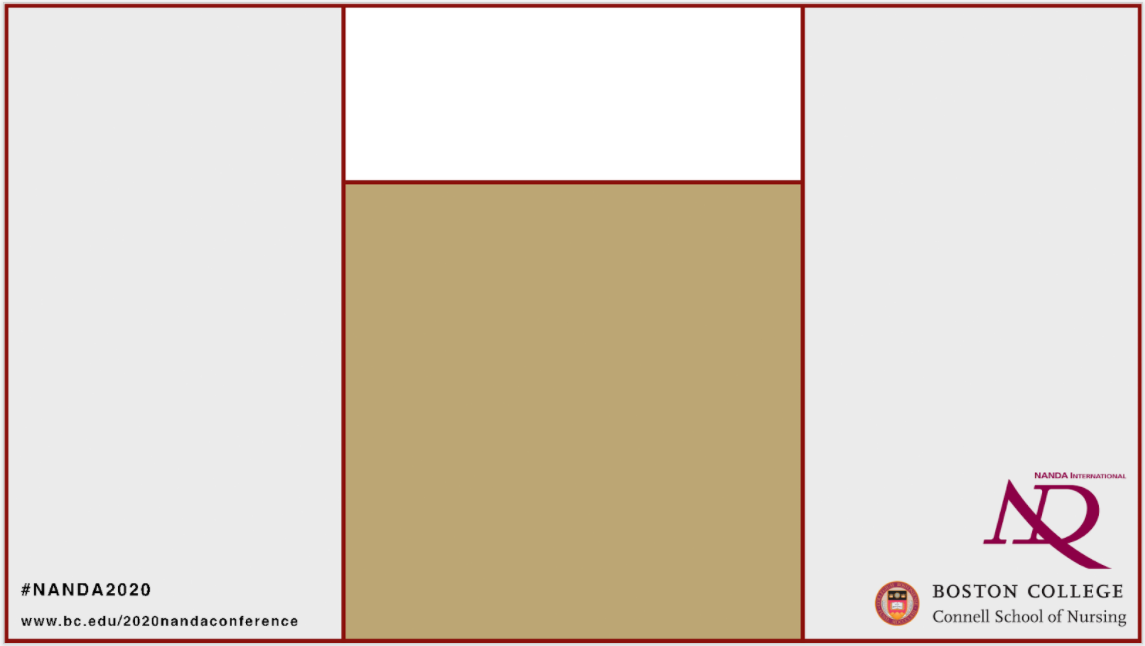 #NANDA2020
www.bc.edu/2020nandaconference
NANDA INTERNATIONAL
BOSTON COLLEGE
Connell School of Nursing